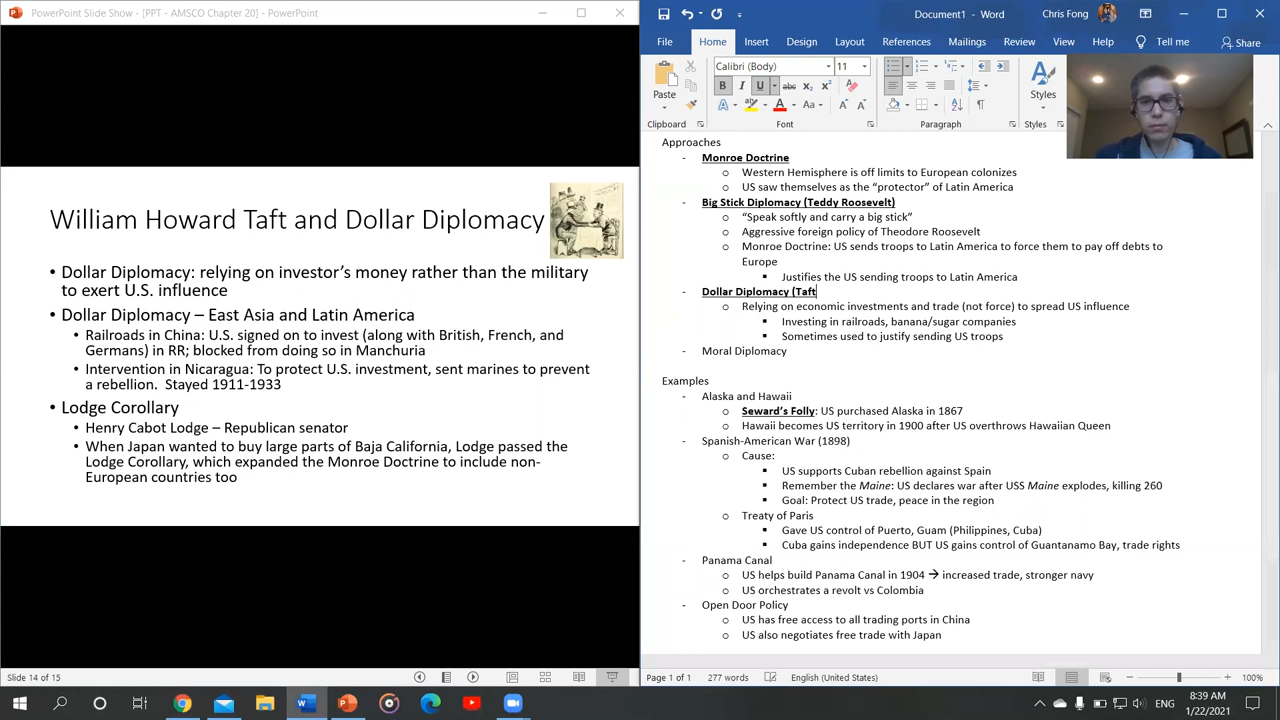 PowerPoint Slide Show - [PPT - AMSCO Chapter 20] - PowerPoint
William Howard Taft and Dollar Diplomacy
• Dollar Diplomacy: relying on investor's money rather than the military
to exert U.S. influence
• Dollar Diplomacy – East Asia and Latin America
• Railroads in China: U.S. signed on to invest (along with British, French, and
Germans) in RR; blocked from doing so in Manchuria
• Intervention in Nicaragua: To protect U.S. investment, sent marines to prevent
a rebellion. Stayed 1911-1933
• Lodge Corollary
• Henry Cabot Lodge – Republican senator
• When Japan wanted to buy large parts of Baja California, Lodge passed the
Lodge Corollary, which expanded the Monroe Doctrine to include non-
European countries too
Slide 14 of 15
Document1 - Word
Chris Fong
File Home Insert Design Layout References Mailings Review View Help Tell me Share
Calibri (Body) 11
Paste
Styles
Clipboard Font Paragraph Styles
Approaches
- Monroe Doctrine
o Western Hemisphere is off limits to European colonizes
o US saw themselves as the “protector” of Latin America
- Big Stick Diplomacy (Teddy Roosevelt)
o “Speak softly and carry a big stick”
o Aggressive foreign policy of Theodore Roosevelt
o Monroe Doctrine: US sends troops to Latin America to force them to pay off debts to
Europe
▪ Justifies the US sending troops to Latin America
- Dollar Diplomacy (Taft
o Relying on economic investments and trade (not force) to spread US influence
▪ Investing in railroads, banana/sugar companies
▪ Sometimes used to justify sending US troops
- Moral Diplomacy
Examples
- Alaska and Hawaii
o Seward’s Folly: US purchased Alaska in 1867
o Hawaii becomes US territory in 1900 after US overthrows Hawaiian Queen
- Spanish-American War (1898)
o Cause:
▪ US supports Cuban rebellion against Spain
▪ Remember the Maine: US declares war after USS Maine explodes, killing 260
▪ Goal: Protect US trade, peace in the region
o Treaty of Paris
▪ Gave US control of Puerto, Guam (Philippines, Cuba)
▪ Cuba gains independence BUT US gains control of Guantanamo Bay, trade rights
- Panama Canal
o US helps build Panama Canal in 1904 → increased trade, stronger navy
o US orchestrates a revolt vs Colombia
- Open Door Policy
o US has free access to all trading ports in China
o US also negotiates free trade with Japan
Page 1 of 1 277 words English (United States) 100%
ENG
8:39 AM
1/22/2021